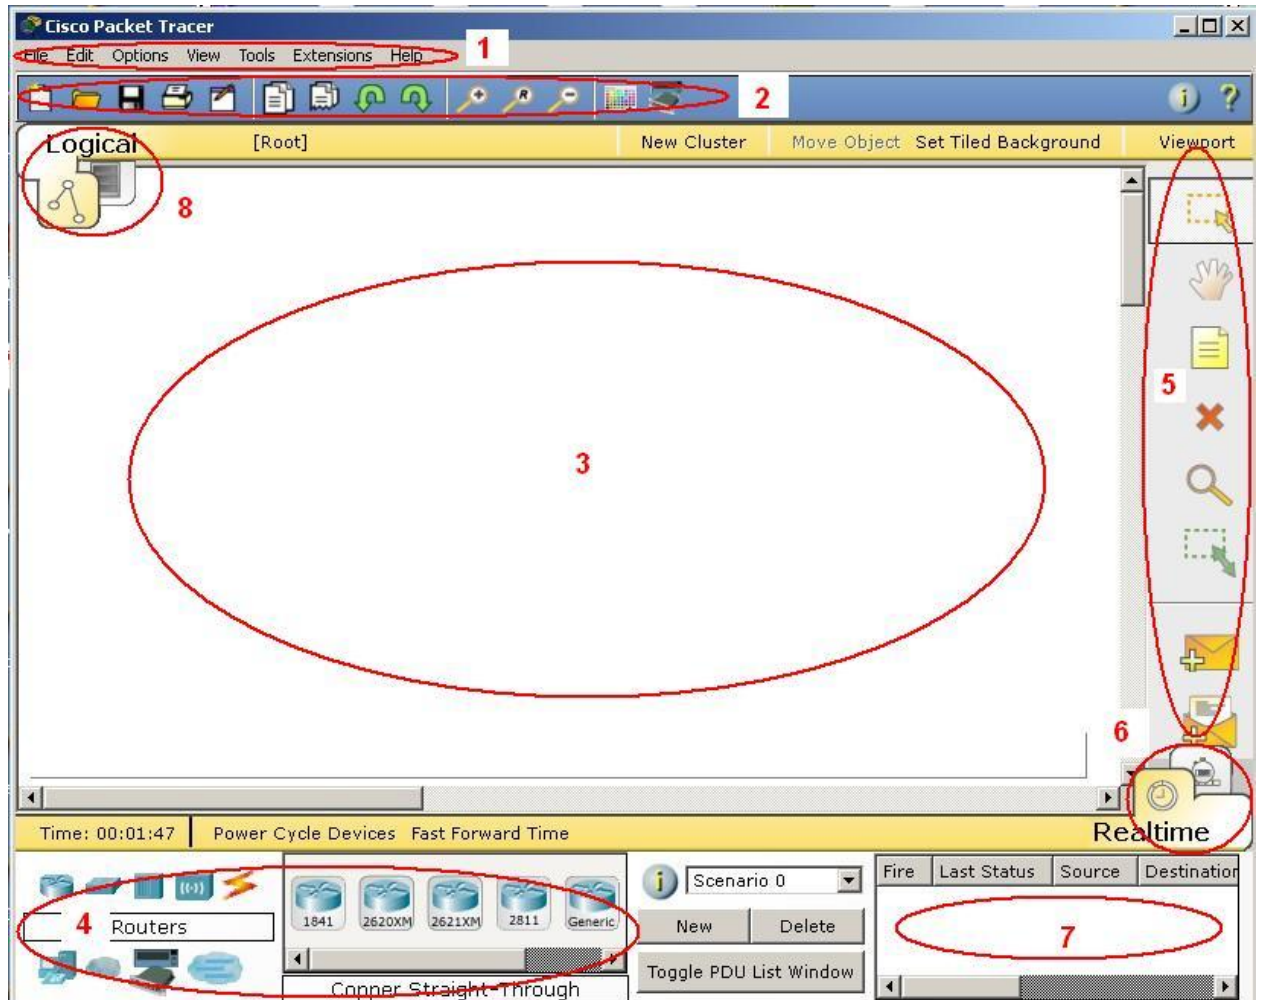 Cisco Packet Tracer
File Edit Options View Tools Extensions Help
1
2
Logical [Root] New Cluster Move Object Set Tiled Background Viewport
8
R
5
3
6
Time: 00:01:47 Power Cycle Devices Fast Forward Time Realtime
Scenario 0
Fire Last Status Source Destination
4 Routers
1841 2620XM 2621XM 2811 Generic
New Delete
7
Toggle PDU List Window
Copper Straight-Through